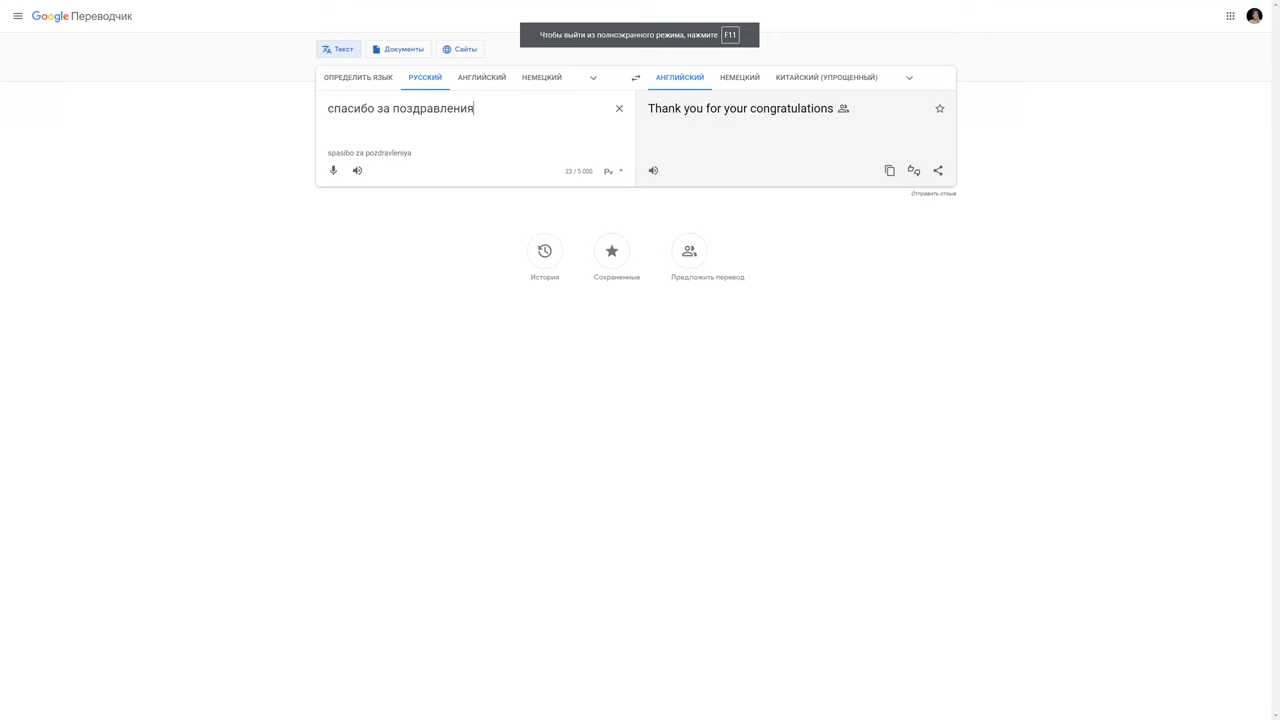 Google Переводчик
Чтобы выйти из полноэкранного режима, нажмите F11
Текст Документы Сайты
ОПРЕДЕЛИТЬ ЯЗЫК РУССКИЙ АНГЛИЙСКИЙ НЕМЕЦКИЙ АНГЛИЙСКИЙ НЕМЕЦКИЙ КИТАЙСКИЙ (УПРОЩЕННЫЙ)
спасибо за поздравления
Thank you for your congratulations
spasibo za pozdravleniya
23 / 5 000
Отправить отзыв
История Сохраненные Предложить перевод